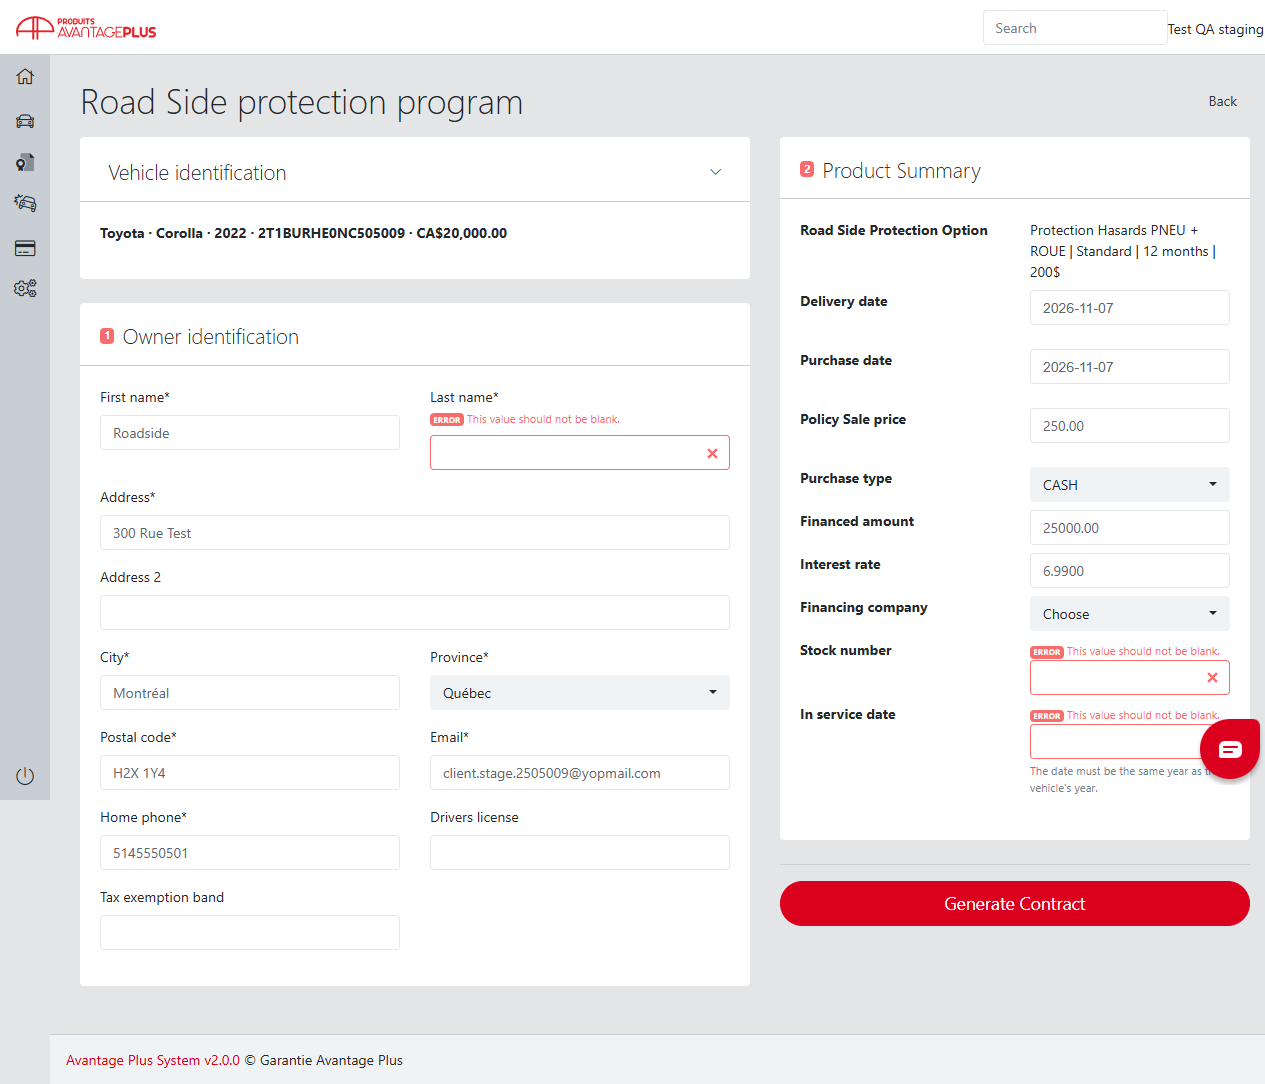 PRODUITS
AVANTAGEPLUS
Search
Test QA staging
Road Side protection program
Back
Vehicle identification
Toyota · Corolla · 2022 · 2T1BURHE0NC505009 · CA$20,000.00
1 Owner identification
First name*
Roadside
Last name*
ERROR This value should not be blank.
Address*
300 Rue Test
Address 2
City*
Montréal
Province*
Québec
Postal code*
H2X 1Y4
Email*
client.stage.2505009@yopmail.com
Home phone*
5145550501
Drivers license
Tax exemption band
2 Product Summary
Road Side Protection Option
Protection Hasards PNEU +
ROUE | Standard | 12 months |
200$
Delivery date
2026-11-07
Purchase date
2026-11-07
Policy Sale price
250.00
Purchase type
CASH
Financed amount
25000.00
Interest rate
6.9900
Financing company
Choose
Stock number
ERROR This value should not be blank.
In service date
ERROR This value should not be blank.
The date must be the same year as
vehicle's year.
Generate Contract
Avantage Plus System v2.0.0 © Garantie Avantage Plus